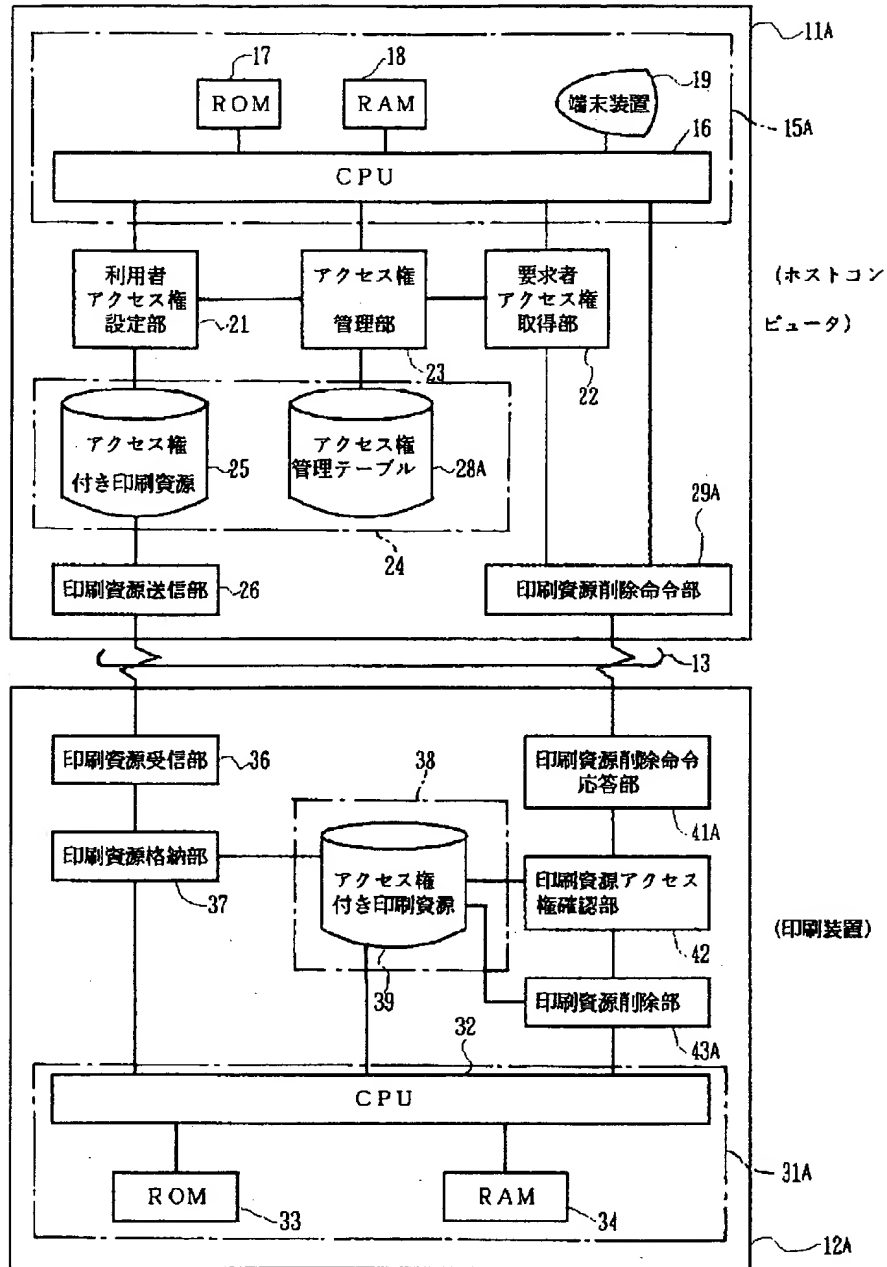 11A
17
18
19
ROM
RAM
端末装置
16
15A
CPU
利用者
アクセス権
設定部
21
アクセス権
管理部
23
要求者
アクセス権
取得部
22
(ホストコン
ピュータ)
アクセス権
付き印刷資源
25
アクセス権
管理テーブル
28A
24
29A
印刷資源送信部
26
印刷資源削除命令部
13
印刷資源受信部
36
38
印刷資源削除命令
応答部
41A
印刷資源格納部
37
アクセス権
付き印刷資源
39
印刷資源アクセス
権確認部
42
(印刷装置)
印刷資源削除部
43A
32
CPU
31A
ROM
33
RAM
34
12A